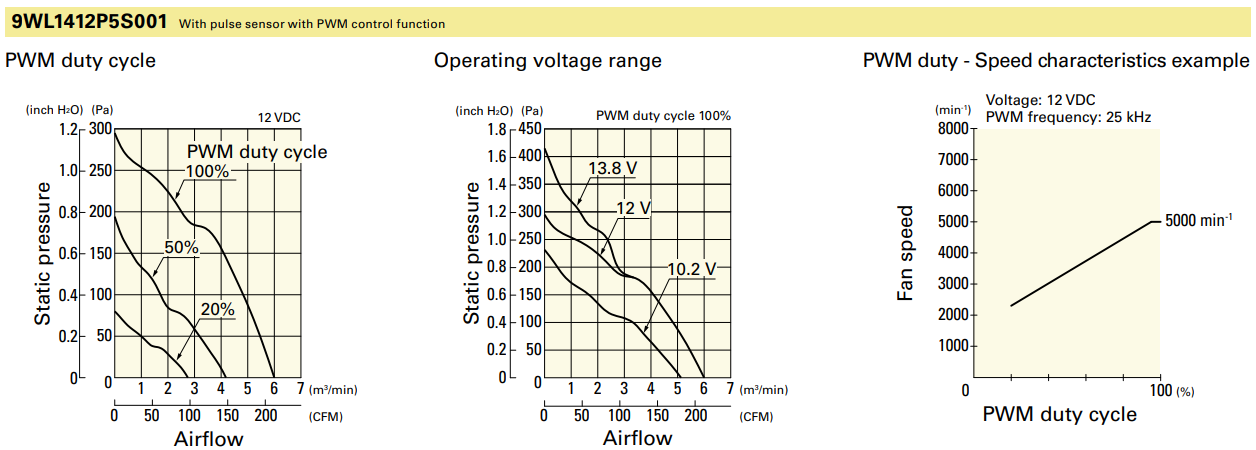 9WL1412P5S001 With pulse sensor with PWM control function
PWM duty cycle
(inch H2O) (Pa)
12 VDC
1.2 300
1.0 250
0.8 200
0.6 150
0.4 100
0.2 50
0 0
Static pressure
PWM duty cycle
100%
50%
20%
1 2 3 4 5 6 7 (m³/min)
0 50 100 150 200 (CFM)
Airflow
Operating voltage range
(inch H2O) (Pa)
PWM duty cycle 100%
1.8 450
1.6 400
1.4 350
1.2 300
1.0 250
0.8 200
0.6 150
0.4 100
0.2 50
0 0
Static pressure
13.8 V
12 V
10.2 V
1 2 3 4 5 6 7 (m³/min)
0 50 100 150 200 (CFM)
Airflow
PWM duty - Speed characteristics example
Voltage: 12 VDC
PWM frequency: 25 kHz
(min-1)
8000
7000
6000
5000
4000
3000
2000
1000
0
Fan speed
5000 min-1
100 (%)
PWM duty cycle